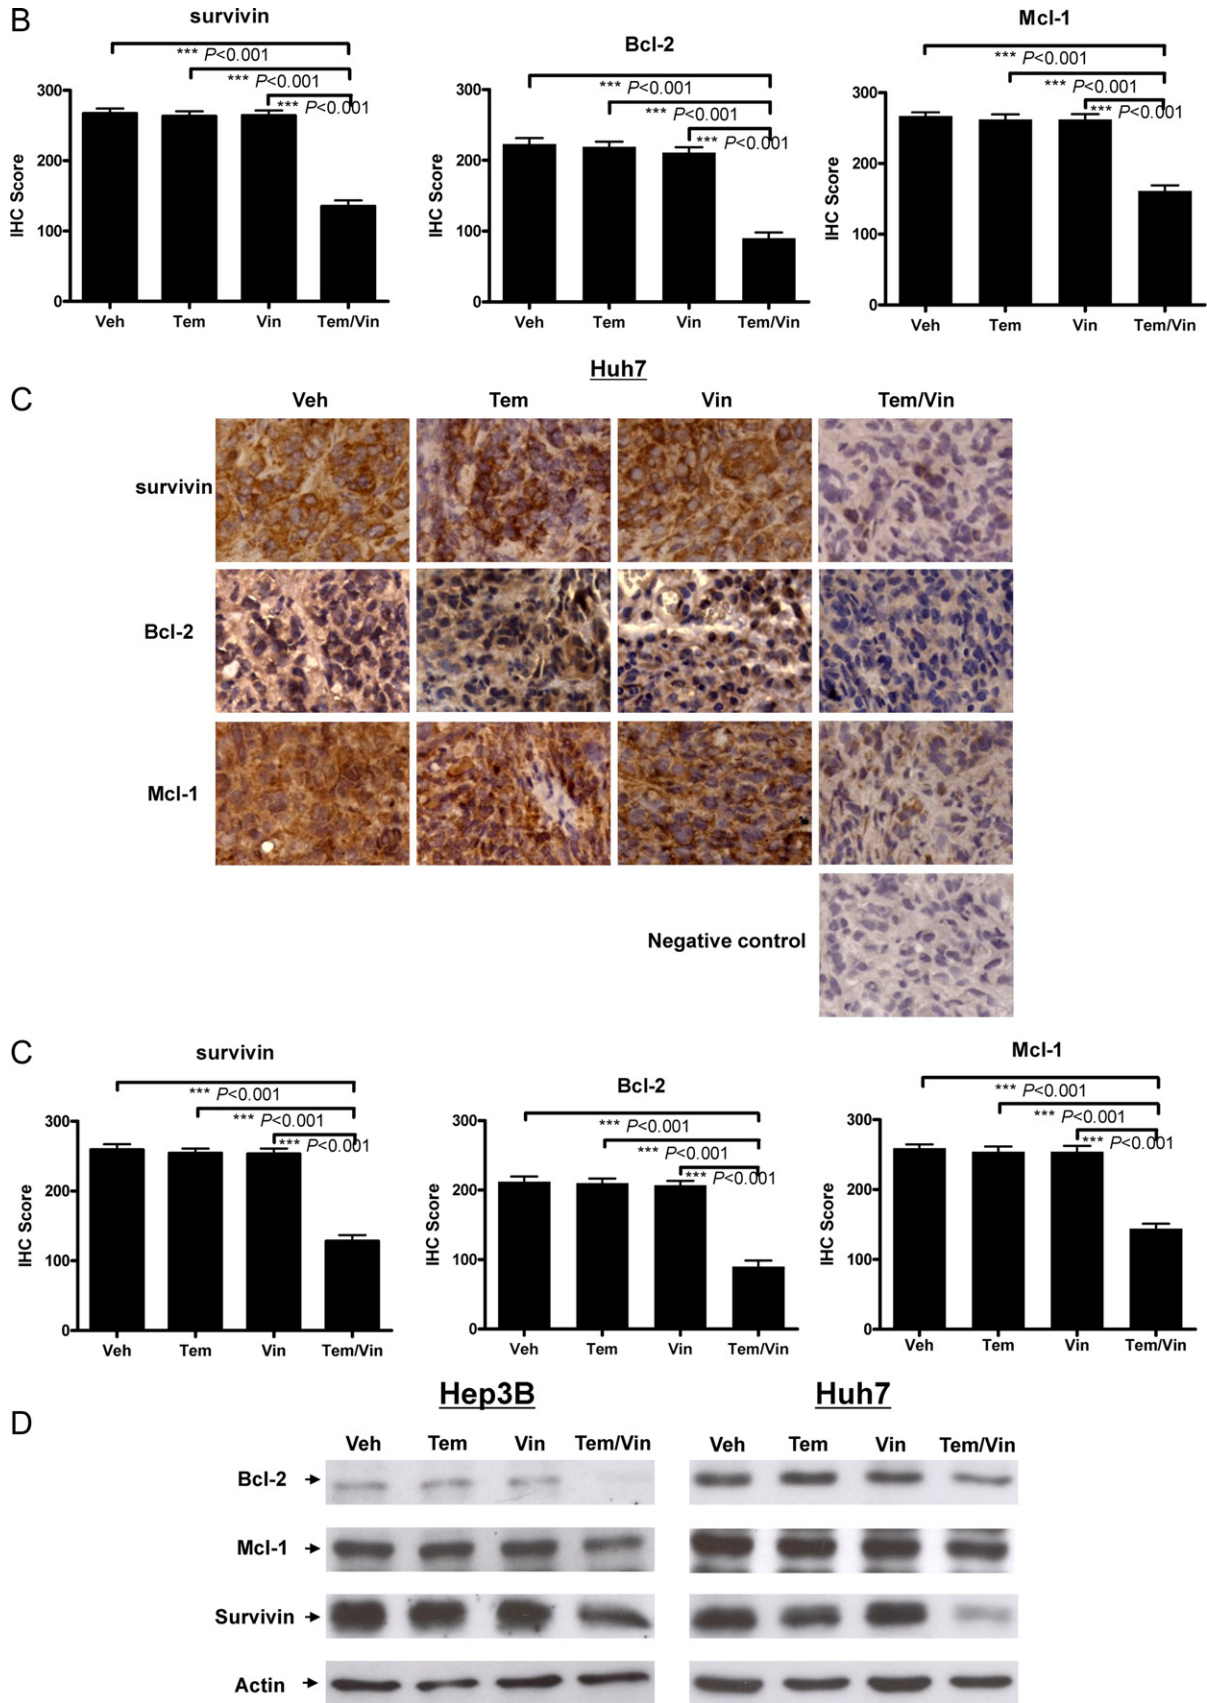 B
survivin
Bcl-2
Mcl-1
*** P<0.001
*** P<0.001
*** P<0.001
*** P<0.001
*** P<0.001
*** P<0.001
*** P<0.001
*** P<0.001
*** P<0.001
IHC Score
300
200
100
0
Veh Tem Vin Tem/Vin
IHC Score
300
200
100
0
Veh Tem Vin Tem/Vin
IHC Score
300
200
100
0
Veh Tem Vin Tem/Vin
Huh7
C
Veh Tem Vin Tem/Vin
survivin
Bcl-2
Mcl-1
Negative control
C
survivin
Bcl-2
Mcl-1
*** P<0.001
*** P<0.001
*** P<0.001
*** P<0.001
*** P<0.001
*** P<0.001
*** P<0.001
*** P<0.001
*** P<0.001
IHC Score
300
200
100
0
Veh Tem Vin Tem/Vin
IHC Score
300
200
100
0
Veh Tem Vin Tem/Vin
IHC Score
300
200
100
0
Veh Tem Vin Tem/Vin
D
Hep3B Huh7
Veh Tem Vin Tem/Vin Veh Tem Vin Tem/Vin
Bcl-2
Mcl-1
Survivin
Actin